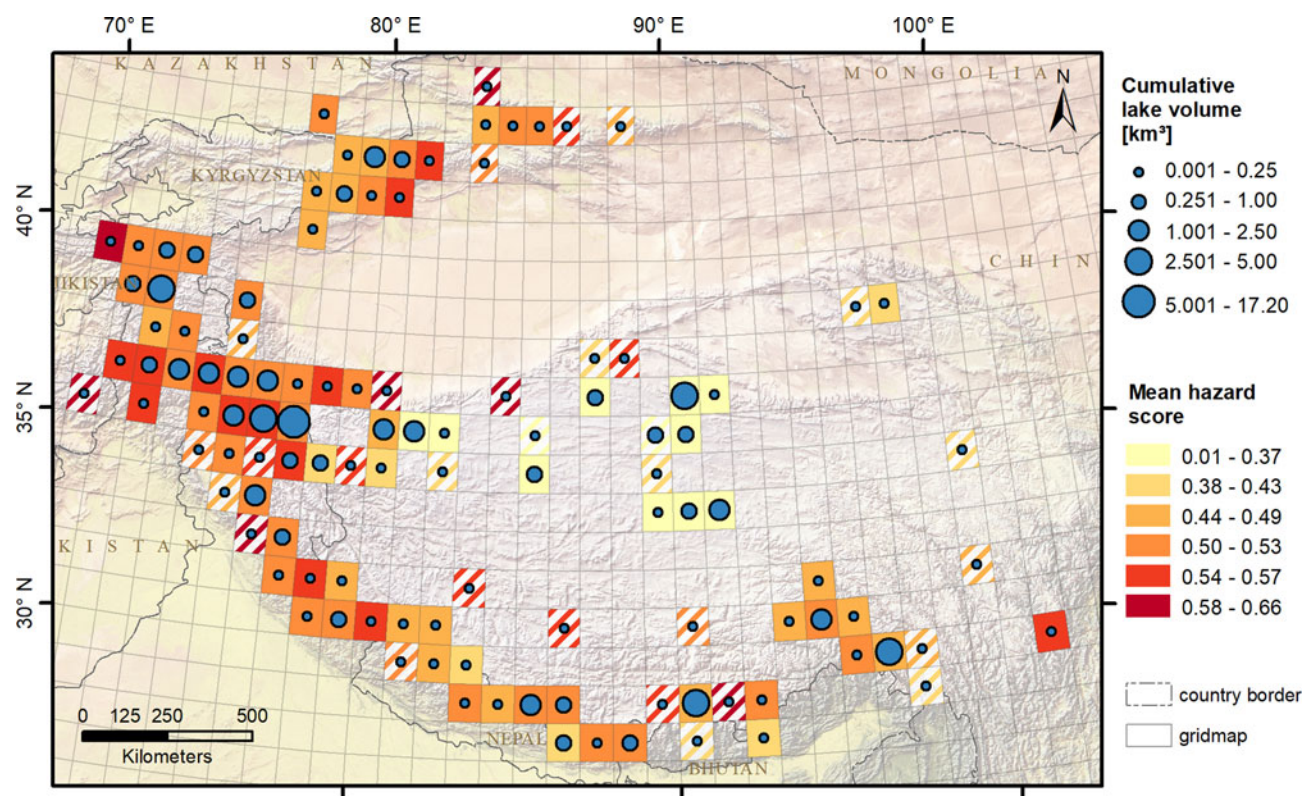 70° E 80° E 90° E 100° E
KAZAKHSTAN
MONGOLIA
N
KYRGYZSTAN
40° N
CHIN
JIKISTA
35° N
KISTAN
30° N
0 125 250 500
Kilometers
NEPAL
BHUTAN
Cumulative
lake volume
[km³]
0.001 - 0.25
0.251 - 1.00
1.001 - 2.50
2.501 - 5.00
5.001 - 17.20
Mean hazard
score
0.01 - 0.37
0.38 - 0.43
0.44 - 0.49
0.50 - 0.53
0.54 - 0.57
0.58 - 0.66
country border
gridmap